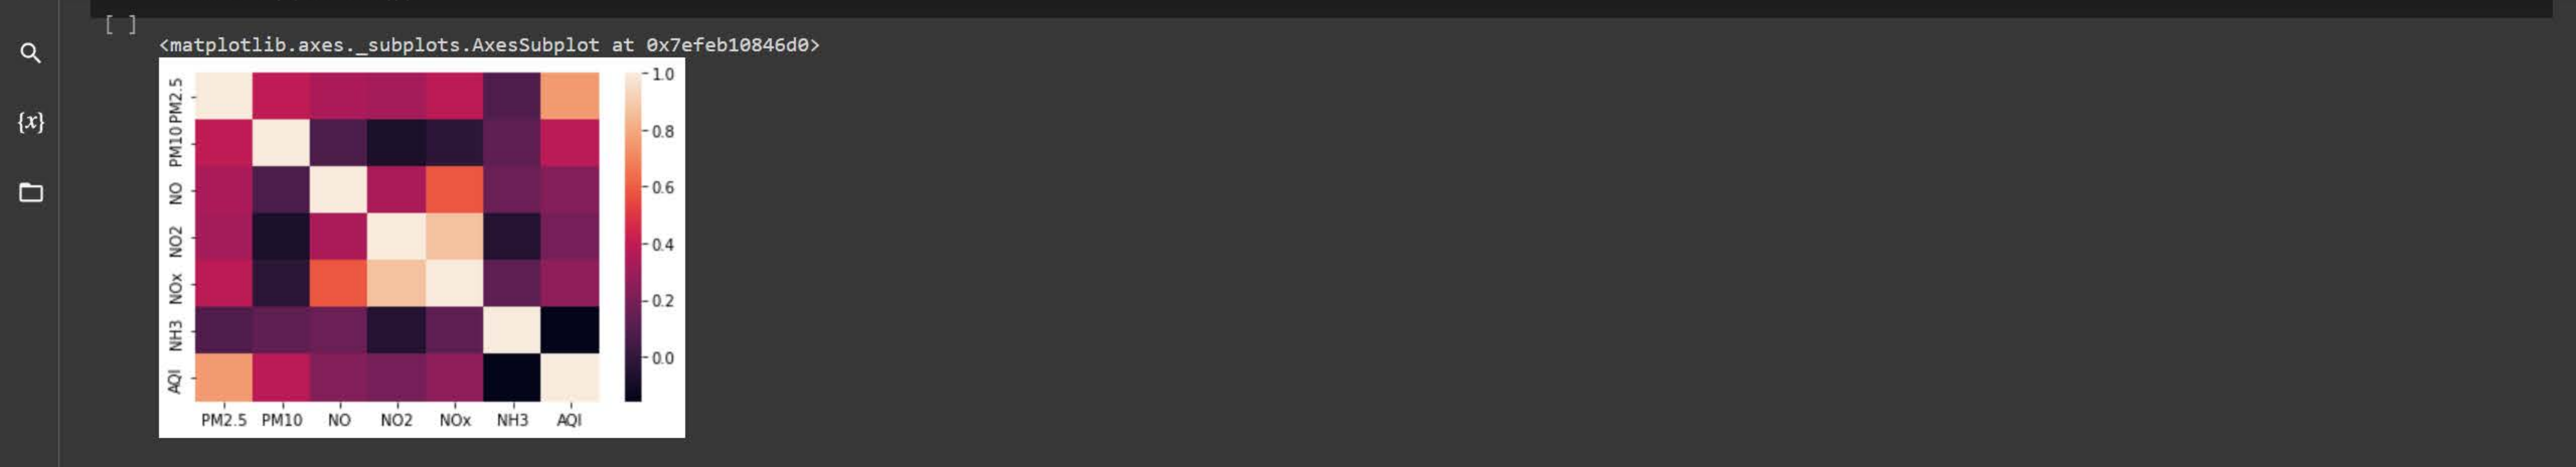 [ ]
<matplotlib.axes._subplots.AxesSubplot at 0x7efeb10846d0>
{x}
PM2.5
PM10
NO
NO2
NOx
NH3
AQI
1.0
0.8
0.6
0.4
0.2
0.0
PM2.5 PM10 NO NO2 NOx NH3 AQI